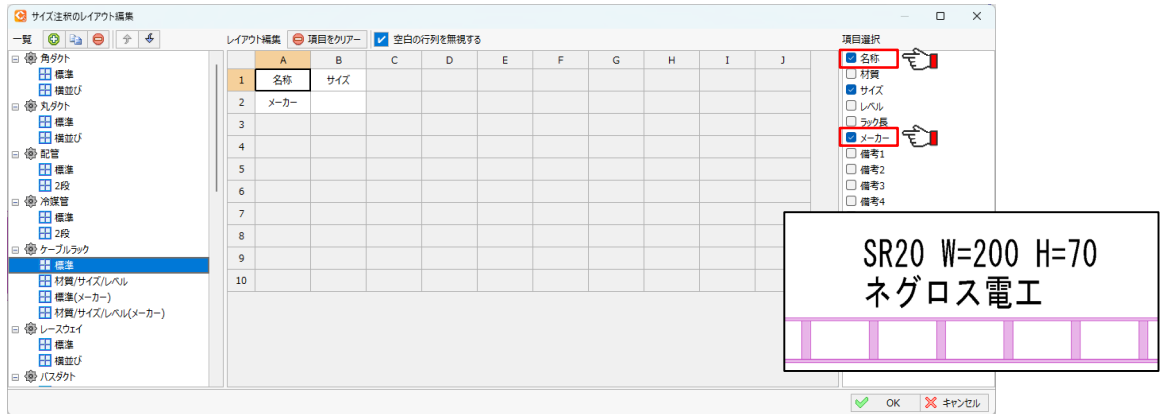 サイズ注釈のレイアウト編集
一覧
レイアウト編集 項目をクリアー 空白の行列を無視する
項目選択
角ダクト
標準
横並び
丸ダクト
標準
横並び
配管
標準
2段
冷媒管
標準
2段
ケーブルラック
標準
材質/サイズ/レベル
標準(メーカー)
材質/サイズ/レベル(メーカー)
レースウェイ
標準
横並び
バスダクト
A B C D E F G H I J
1 名称 サイズ
2 メーカー
3
4
5
6
7
8
9
10
名称
材質
サイズ
レベル
ラック長
メーカー
備考1
備考2
備考3
備考4
SR20 W=200 H=70
ネグロス電工
OK キャンセル